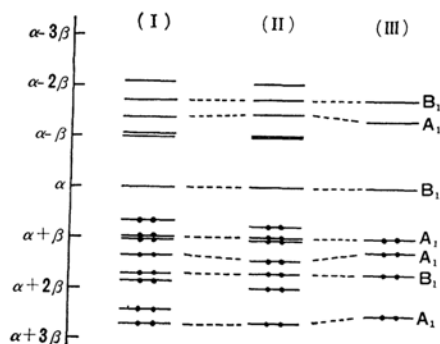 (I) (II) (III)
α-3β
α-2β
B₁
A₁
α-β
α B₁
α+β A₁
A₁
B₁
α+2β
A₁
α+3β